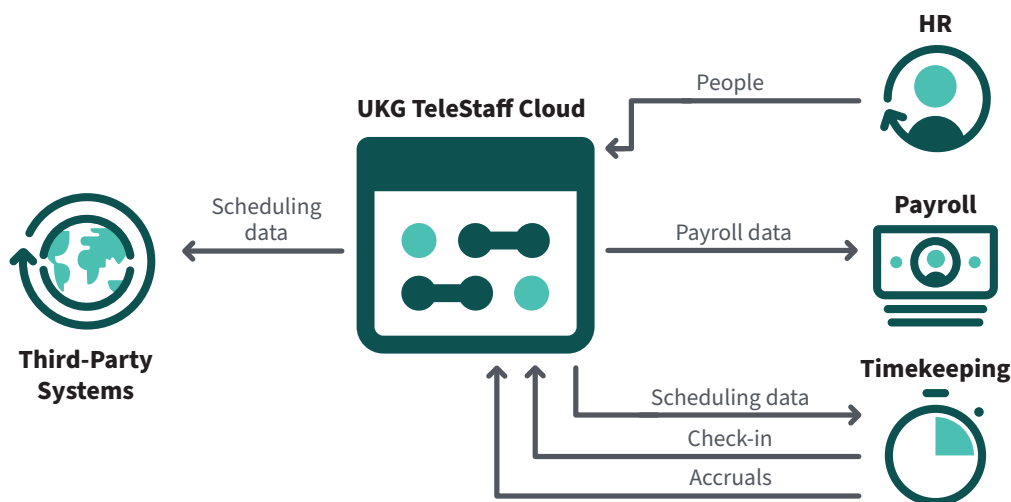 HR
People
UKG TeleStaff Cloud
Scheduling
data
Payroll
Payroll data
Third-Party
Systems
Timekeeping
Scheduling data
Check-in
Accruals